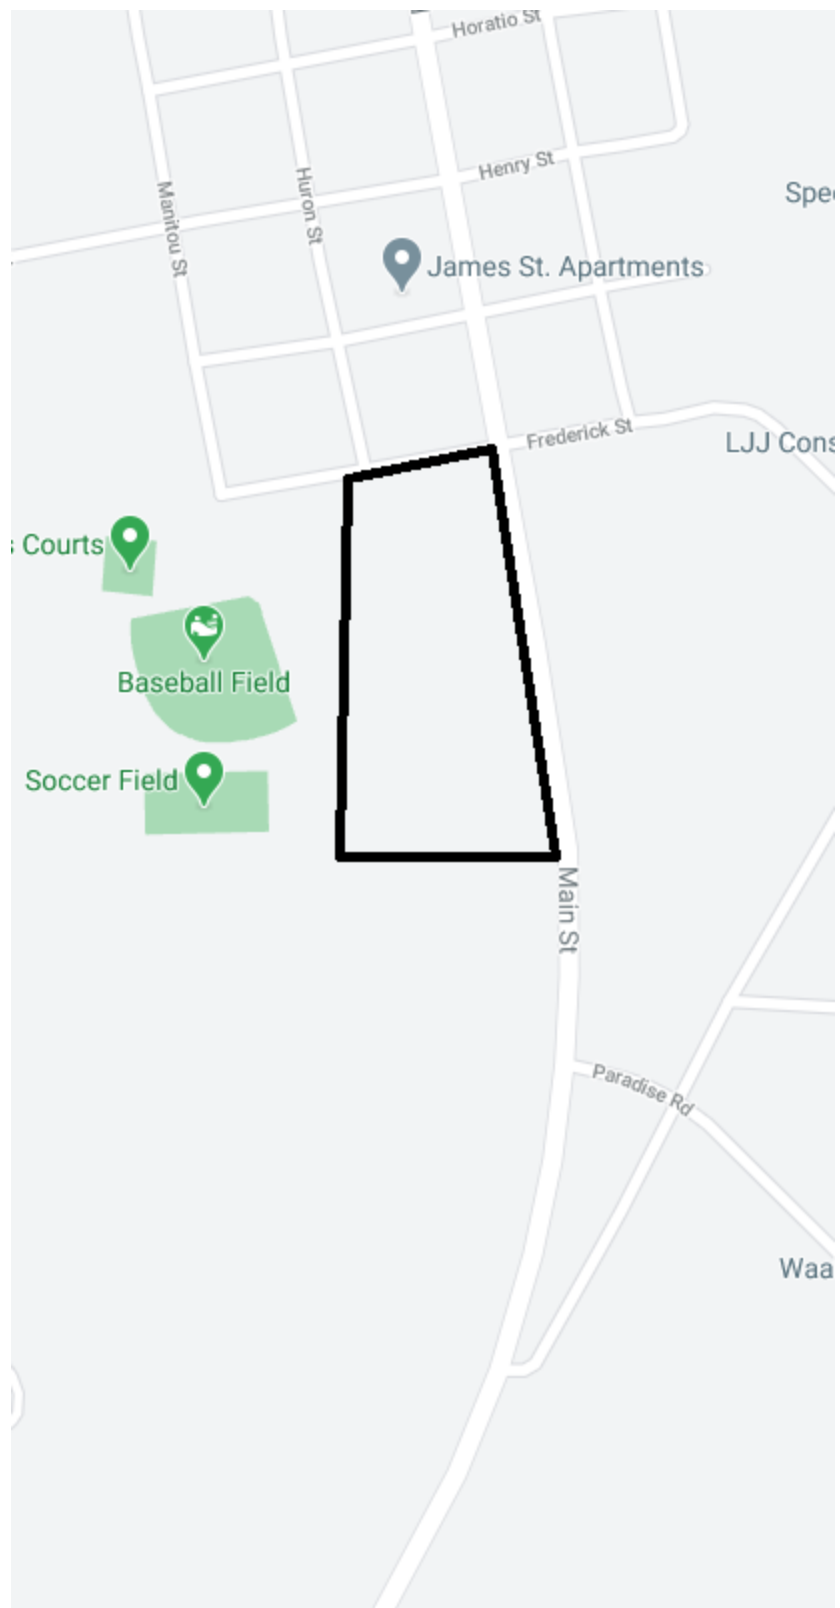 Horatio St
Henry St
Manitou St
Huron St
Spe
James St. Apartments
Frederick St
LJJ Cons
s Courts
Baseball Field
Soccer Field
Main St
Paradise Rd
Waa